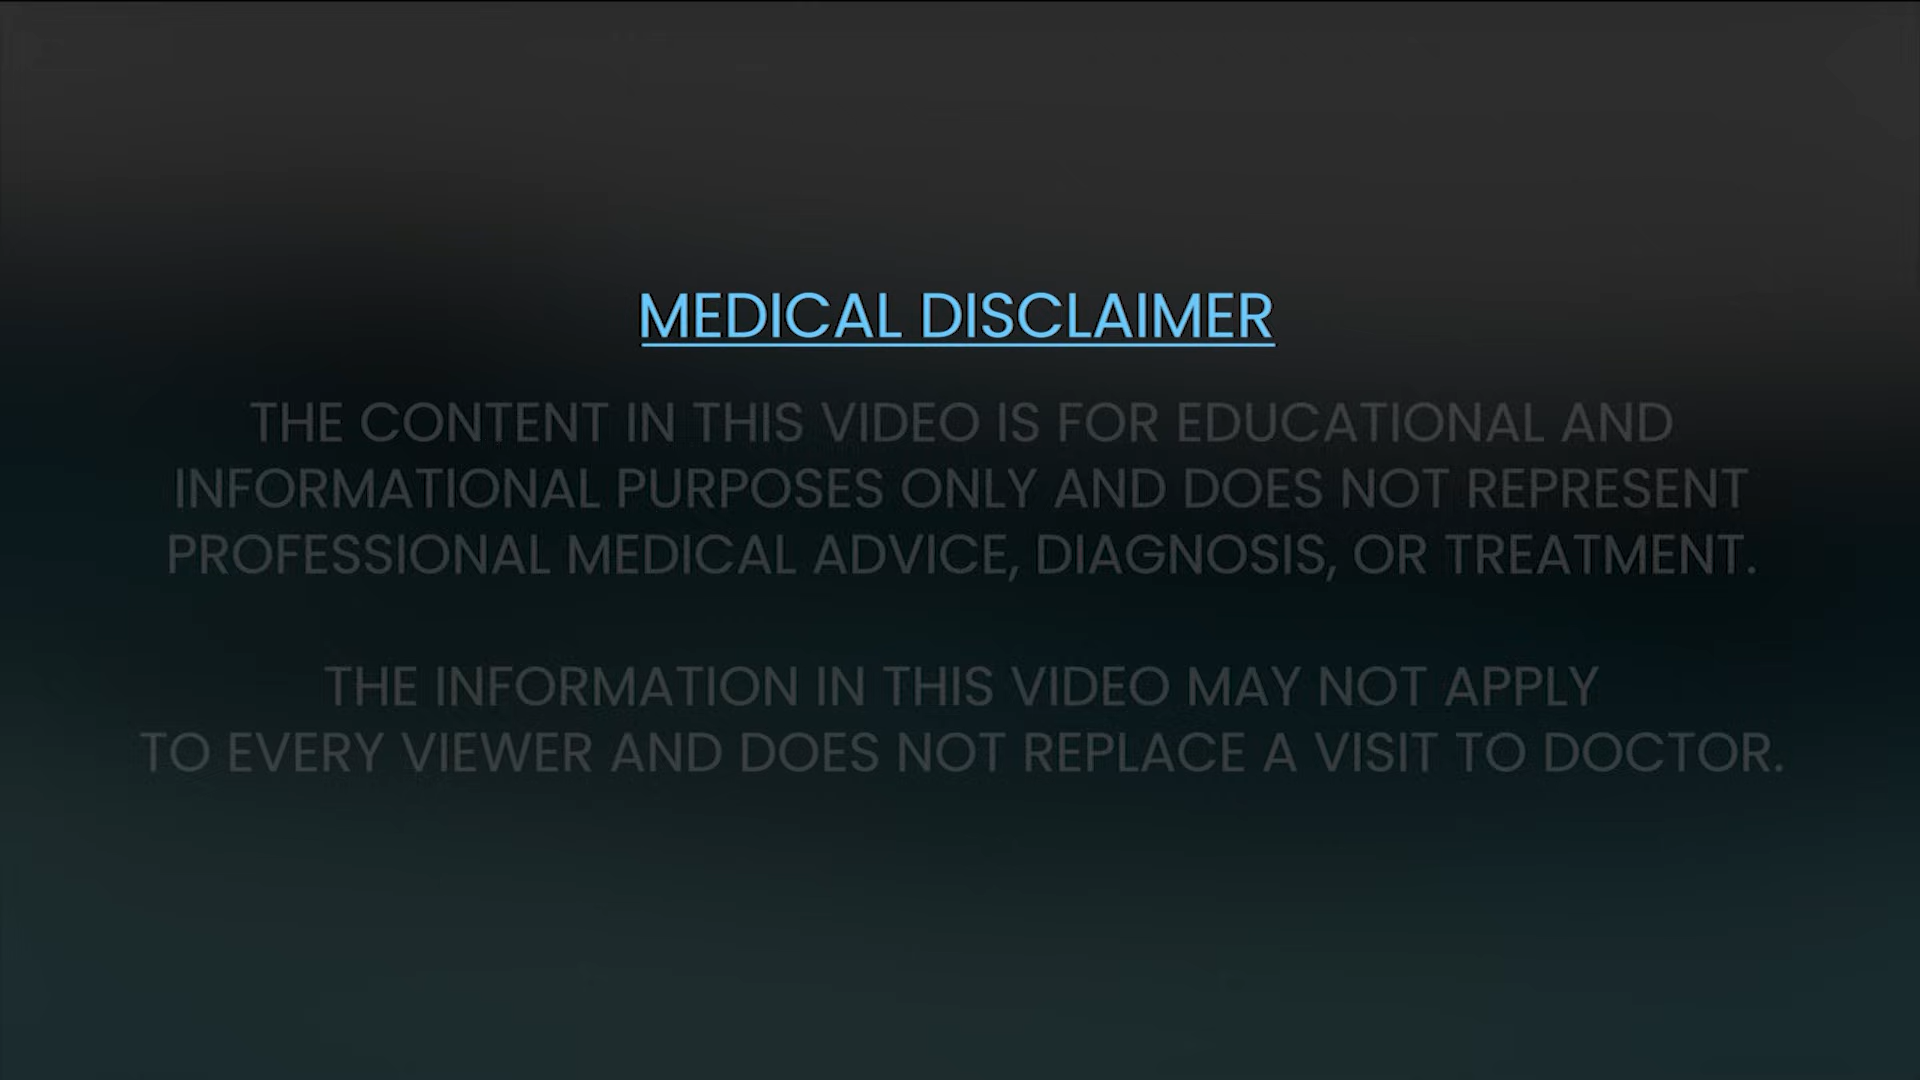 MEDICAL DISCLAIMER
THE CONTENT IN THIS VIDEO IS FOR EDUCATIONAL AND
INFORMATIONAL PURPOSES ONLY AND DOES NOT REPRESENT
PROFESSIONAL MEDICAL ADVICE, DIAGNOSIS, OR TREATMENT.
THE INFORMATION IN THIS VIDEO MAY NOT APPLY
TO EVERY VIEWER AND DOES NOT REPLACE A VISIT TO DOCTOR.